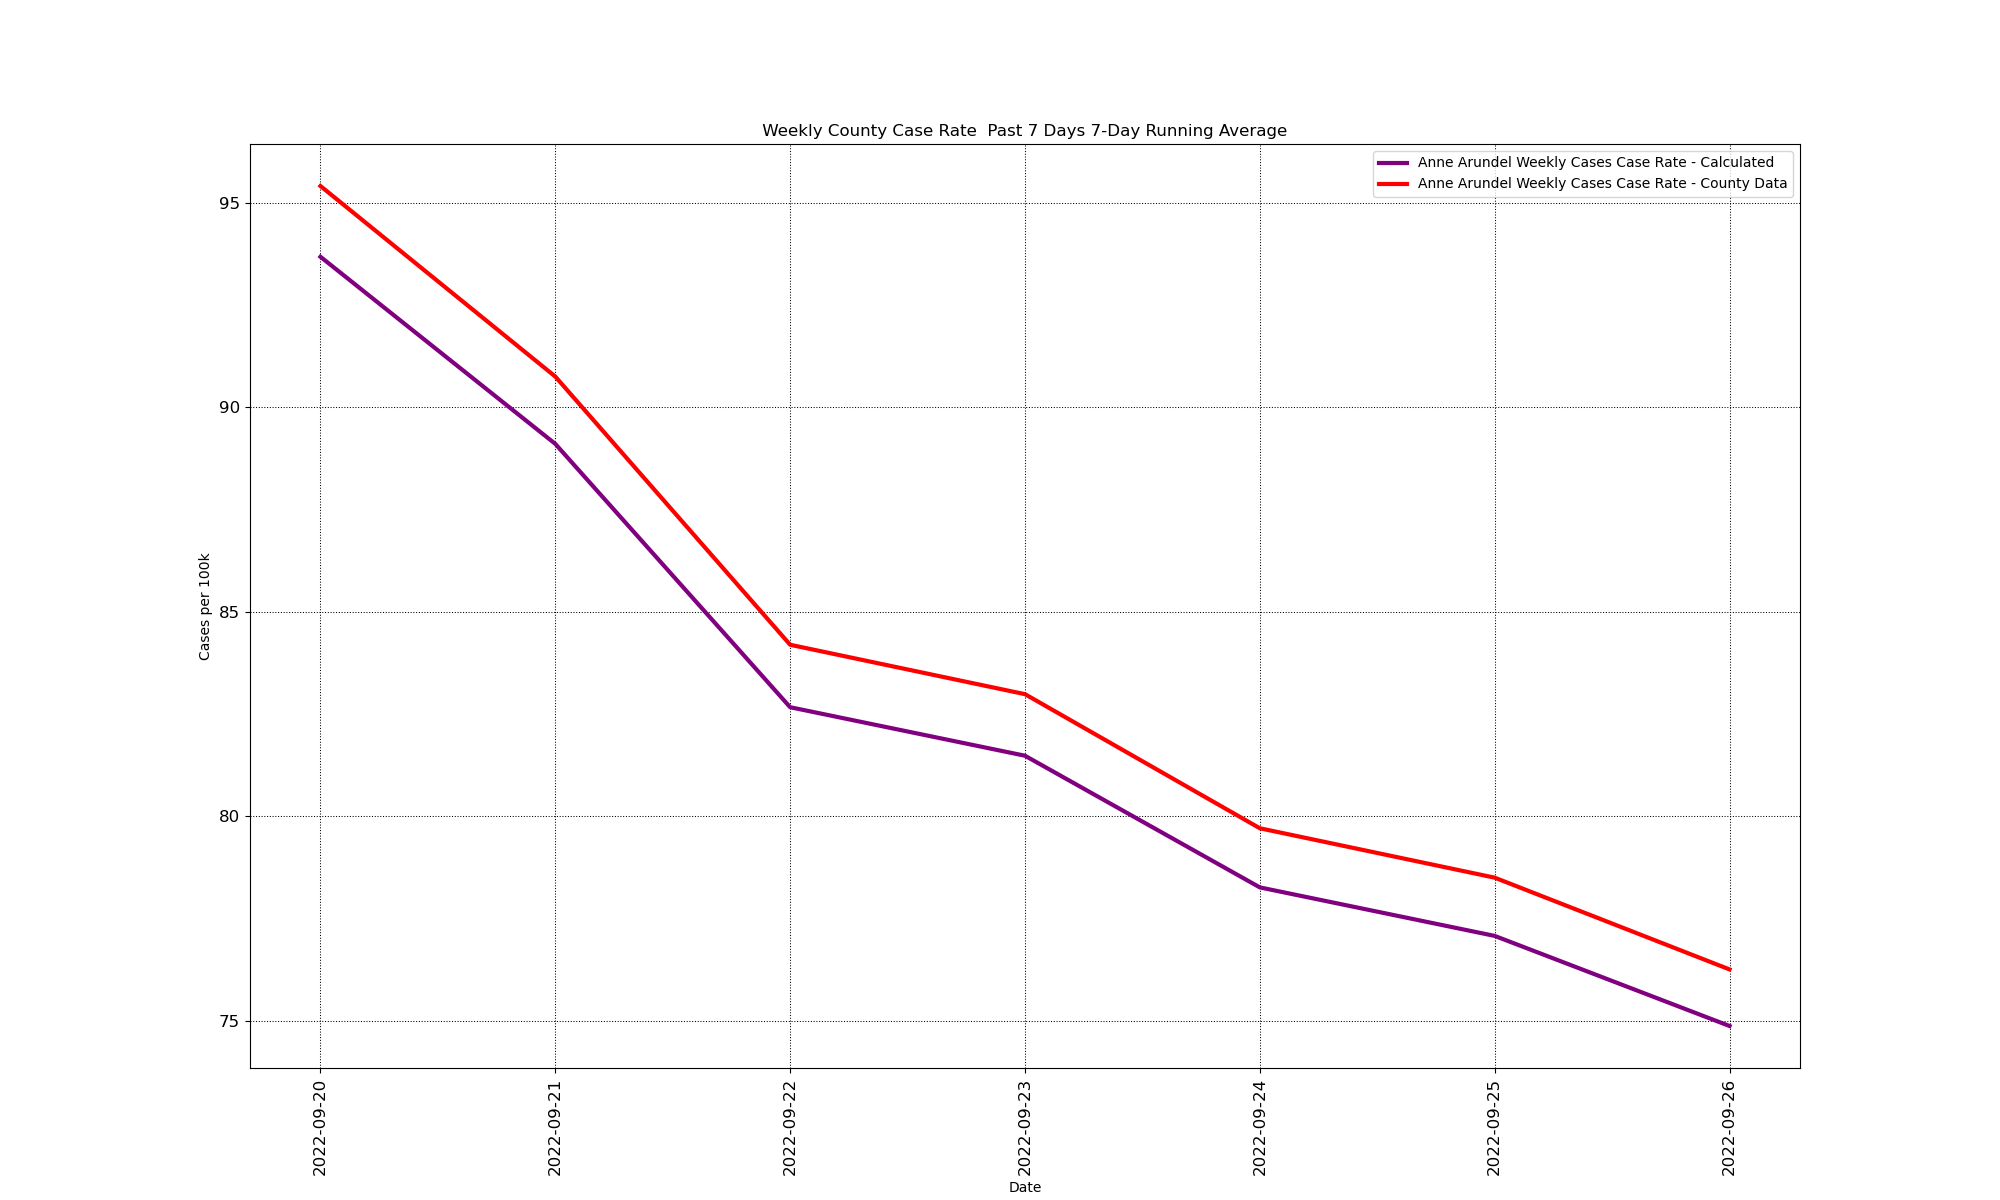 Weekly County Case Rate  Past 7 Days 7-Day Running Average
Anne Arundel Weekly Cases Case Rate - Calculated
Anne Arundel Weekly Cases Case Rate - County Data
Cases per 100k
95
90
85
80
75
2022-09-20
2022-09-21
2022-09-22
2022-09-23
2022-09-24
2022-09-25
2022-09-26
Date